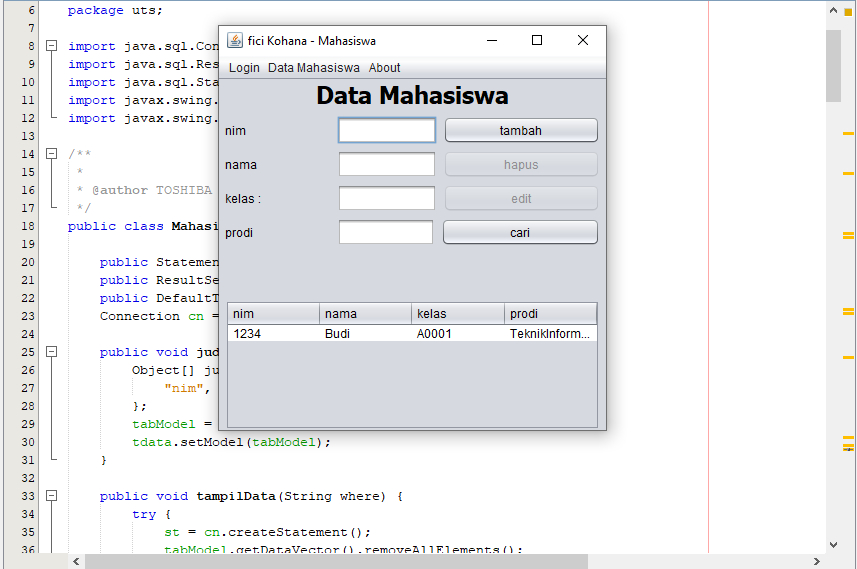 6 package uts;
7
8 import java.sql.Con
9 import java.sql.Res
10 import java.sql.Sta
11 import javax.swing.
12 import javax.swing.
13
14 /**
15 *
16 * @author TOSHIBA
17 */
18 public class Mahasi
19
20 public Statemen
21 public ResultSe
22 public DefaultT
23 Connection cn =
24
25 public void jud
26 Object[] ju
27 "nim",
28 };
29 tabModel =
30 tdata.setModel(tabModel);
31 }
32
33 public void tampilData(String where) {
34 try {
35 st = cn.createStatement();
36 tabModel.getDataVector().removeAllElements();
fici Kohana - Mahasiswa
Login Data Mahasiswa About
Data Mahasiswa
nim tambah
nama hapus
kelas : edit
prodi cari
nim nama kelas prodi
1234 Budi A0001 TeknikInform...